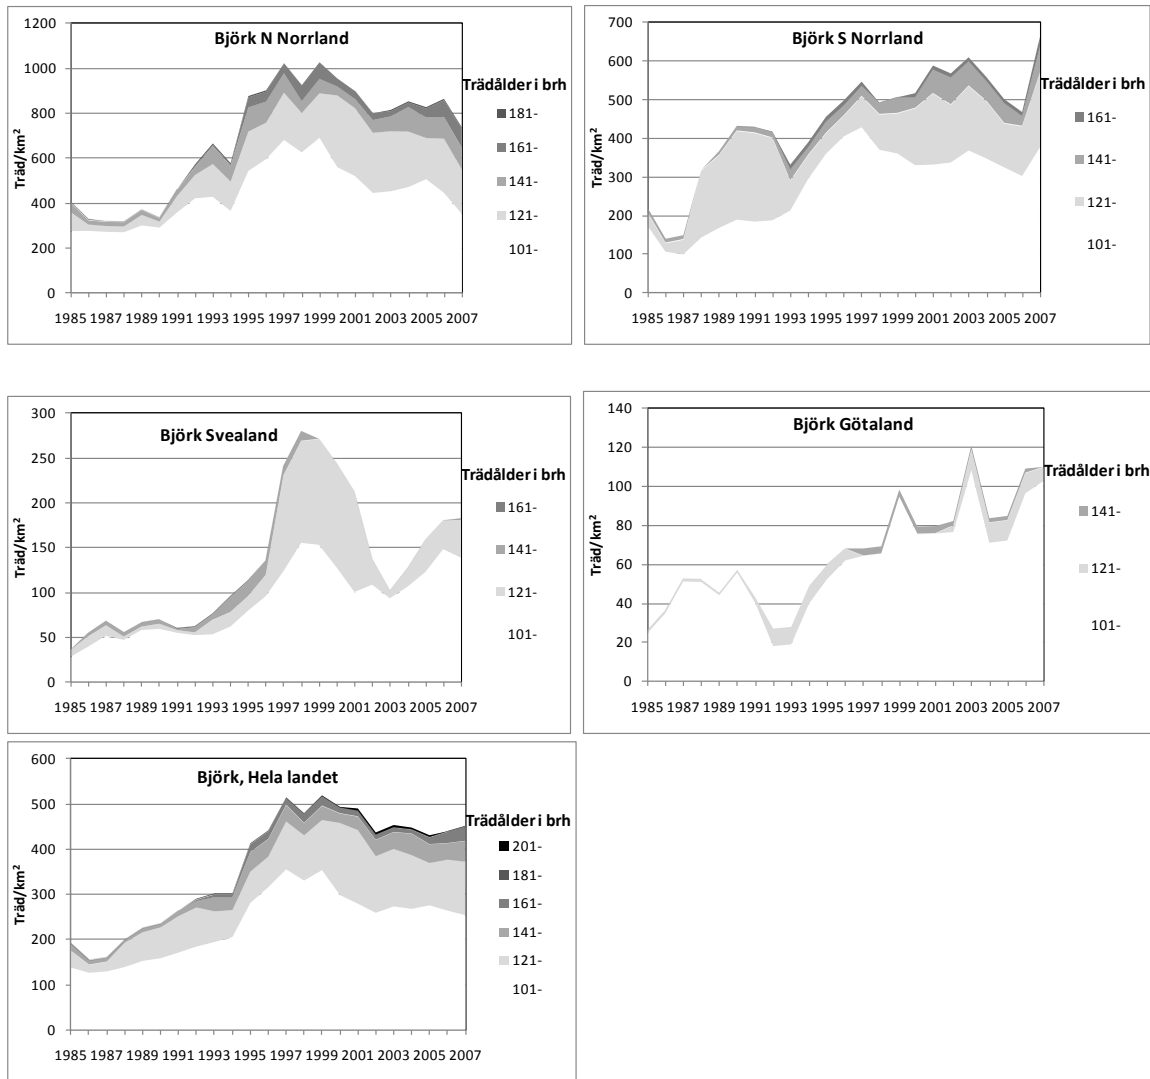 Björk N Norrland
Träd/km²
1200
1000
800
600
400
200
0
1985 1987 1989 1991 1993 1995 1997 1999 2001 2003 2005 2007
Trädålder i brh
181-
161-
141-
121-
101-
Björk S Norrland
Träd/km²
700
600
500
400
300
200
100
0
1985 1987 1989 1991 1993 1995 1997 1999 2001 2003 2005 2007
Trädålder i brh
161-
141-
121-
101-
Björk Svealand
Träd/km²
300
250
200
150
100
50
0
1985 1987 1989 1991 1993 1995 1997 1999 2001 2003 2005 2007
Trädålder i brh
161-
141-
121-
101-
Björk Götaland
Träd/ km²
140
120
100
80
60
40
20
0
1985 1987 1989 1991 1993 1995 1997 1999 2001 2003 2005 2007
Trädålder i brh
141-
121-
101-
Björk, Hela landet
Träd/km²
600
500
400
300
200
100
0
1985 1987 1989 1991 1993 1995 1997 1999 2001 2003 2005 2007
Trädålder i brh
201-
181-
161-
141-
121-
101-